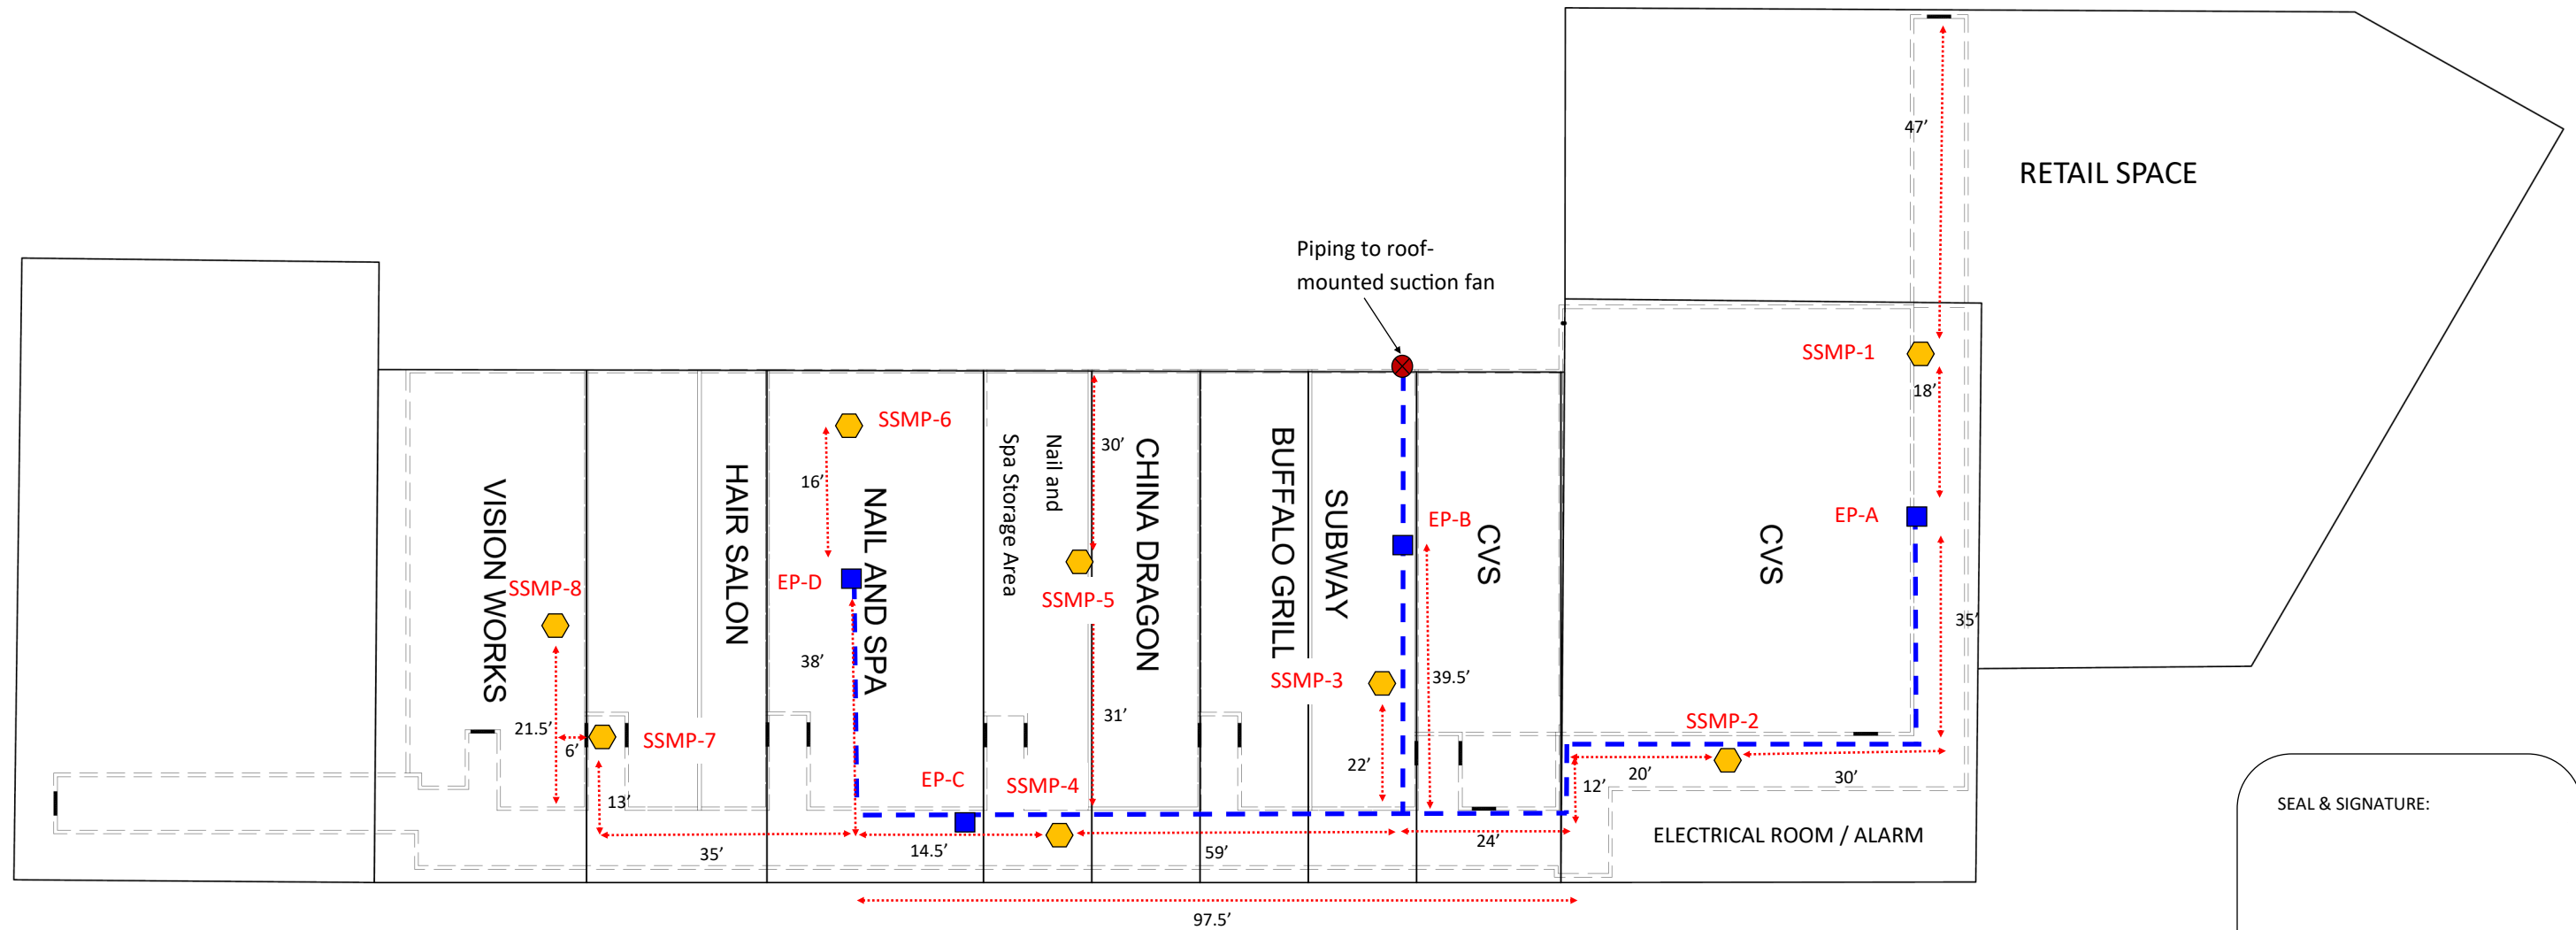 47’
RETAIL SPACE
Piping to roof-
mounted suction fan
SSMP-1
18’
SSMP-6
30’
16’
Nail and
Spa Storage Area
CHINA DRAGON
BUFFALO GRILL
SUBWAY
CVS
CVS
EP-B
EP-A
HAIR SALON
NAIL AND SPA
VISION WORKS
EP-D
SSMP-8
SSMP-5
35’
38’
SSMP-3
39.5’
31’
SSMP-2
21.5’
6’
SSMP-7
22’
EP-C
SSMP-4
12’
20’
30’
13’
SEAL & SIGNATURE:
ELECTRICAL ROOM / ALARM
35’
14.5’
59’
24’
97.5’